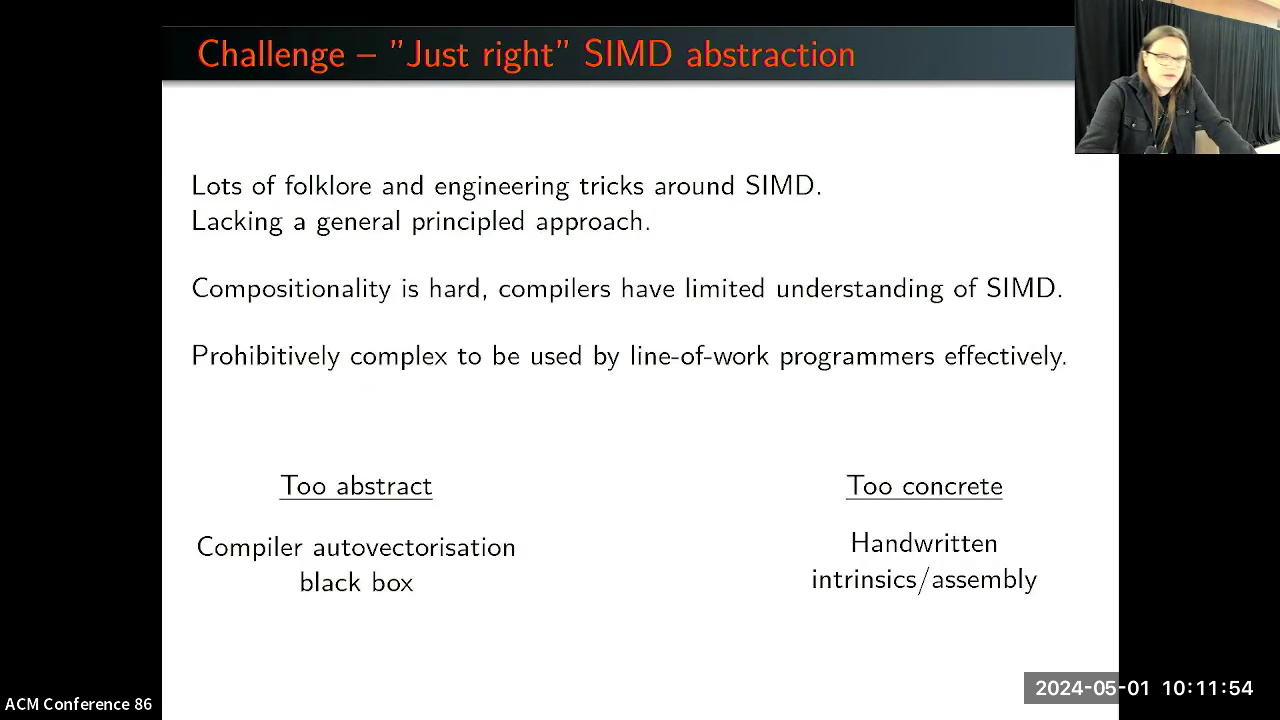 Challenge – "Just right" SIMD abstraction
Lots of folklore and engineering tricks around SIMD.
Lacking a general principled approach.
Compositionality is hard, compilers have limited understanding of SIMD.
Prohibitively complex to be used by line-of-work programmers effectively.
Too abstract
Compiler autovectorisation
black box
Too concrete
Handwritten
intrinsics/assembly
2024-05-01 10:11:54
ACM Conference 86